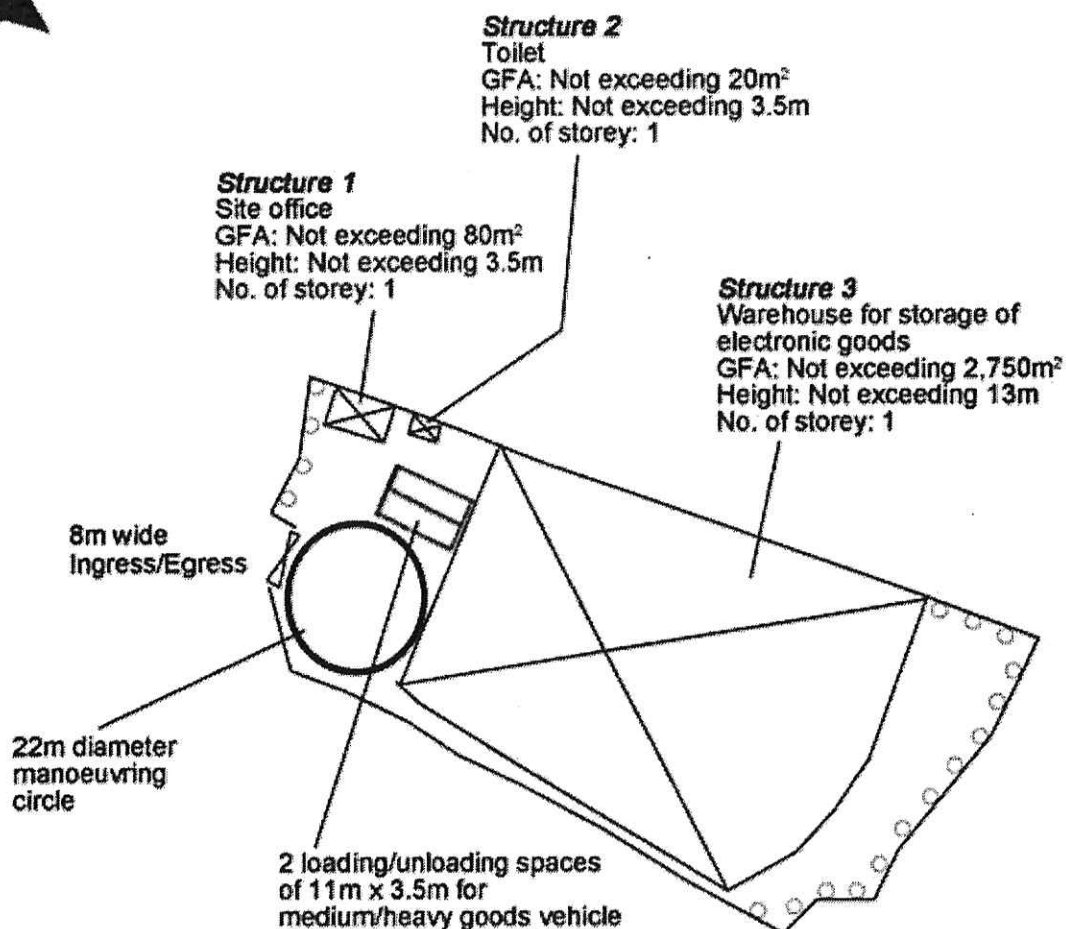 Structure 2
Toilet
GFA: Not exceeding 20m²
Height: Not exceeding 3.5m
No. of storey: 1
Structure 1
Site office
GFA: Not exceeding 80m²
Height: Not exceeding 3.5m
No. of storey: 1
Structure 3
Warehouse for storage of
electronic goods
GFA: Not exceeding 2,750m²
Height: Not exceeding 13m
No. of storey: 1
8m wide
Ingress/Egress
22m diameter
manoeuvring
circle
2 loading/unloading spaces
of 11m x 3.5m for
medium/heavy goods vehicle